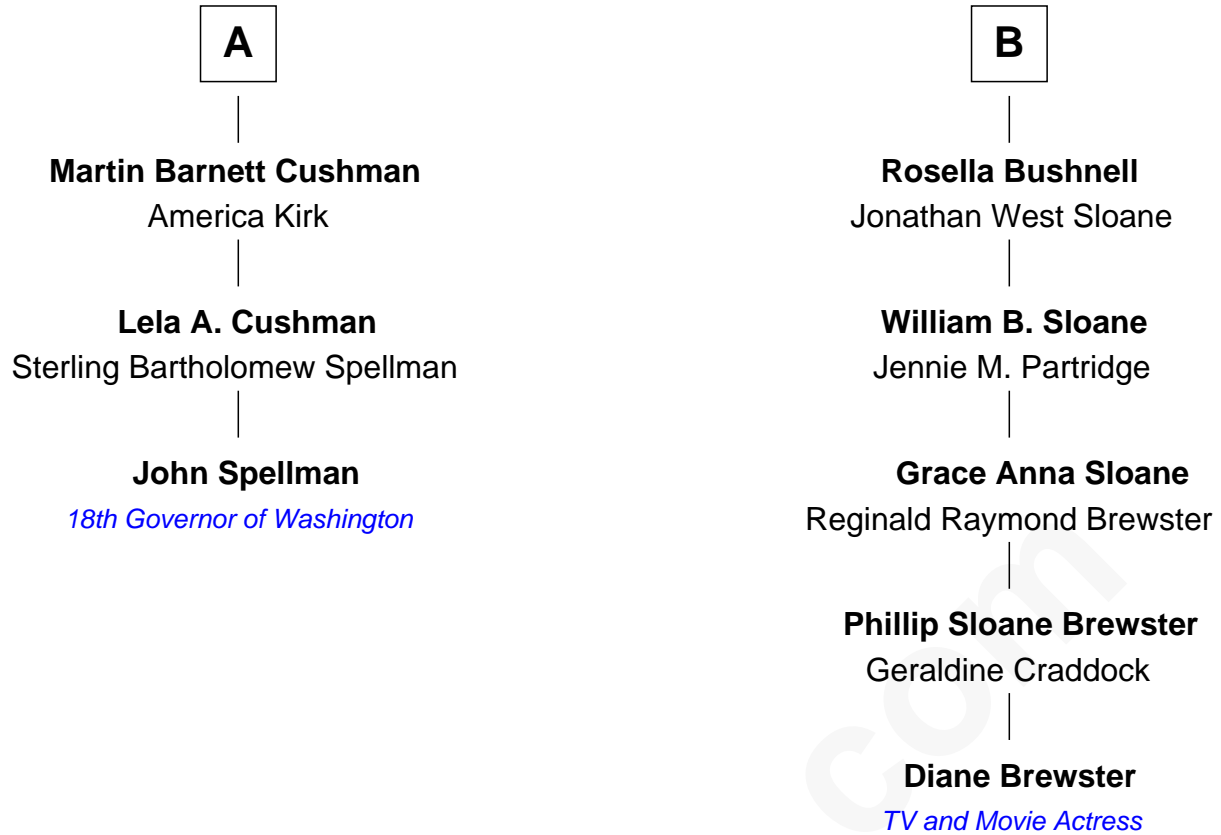 A
Martin Barnett Cushman
America Kirk
Lela A. Cushman
Sterling Bartholomew Spellman
John Spellman
18th Governor of Washington
B
Rosella Bushnell
Jonathan West Sloane
William B. Sloane
Jennie M. Partridge
Grace Anna Sloane
Reginald Raymond Brewster
Phillip Sloane Brewster
Geraldine Craddock
Diane Brewster
TV and Movie Actress
com